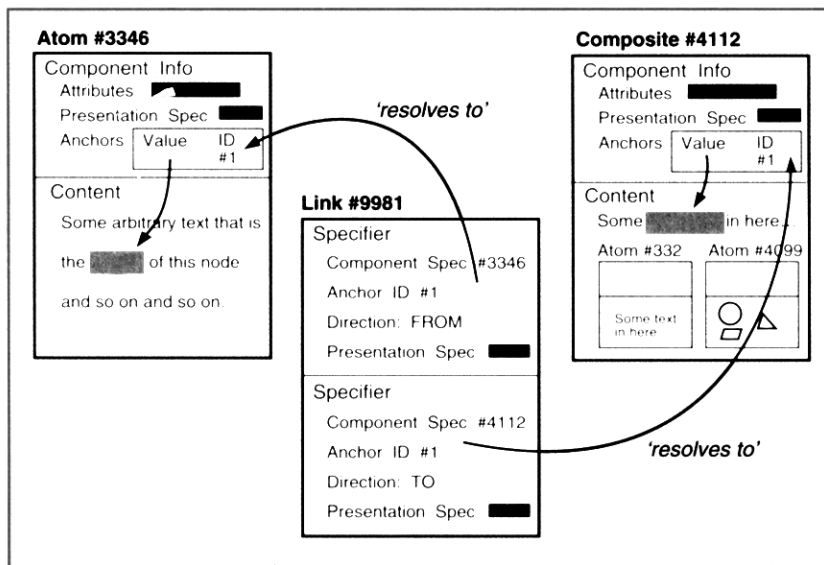 Atom #3346
Component Info
Attributes
Presentation Spec
Anchors Value ID
#1
Content
Some arbitrary text that is
the of this node
and so on and so on.
'resolves to'
Link #9981
Specifier
Component Spec #3346
Anchor ID #1
Direction: FROM
Presentation Spec
Specifier
Component Spec #4112
Anchor ID #1
Direction: TO
Presentation Spec
Composite #4112
Component Info
Attributes
Presentation Spec
Anchors Value ID
#1
Content
Some in here..
Atom #332 Atom #4099
Some text
in here
'resolves to'